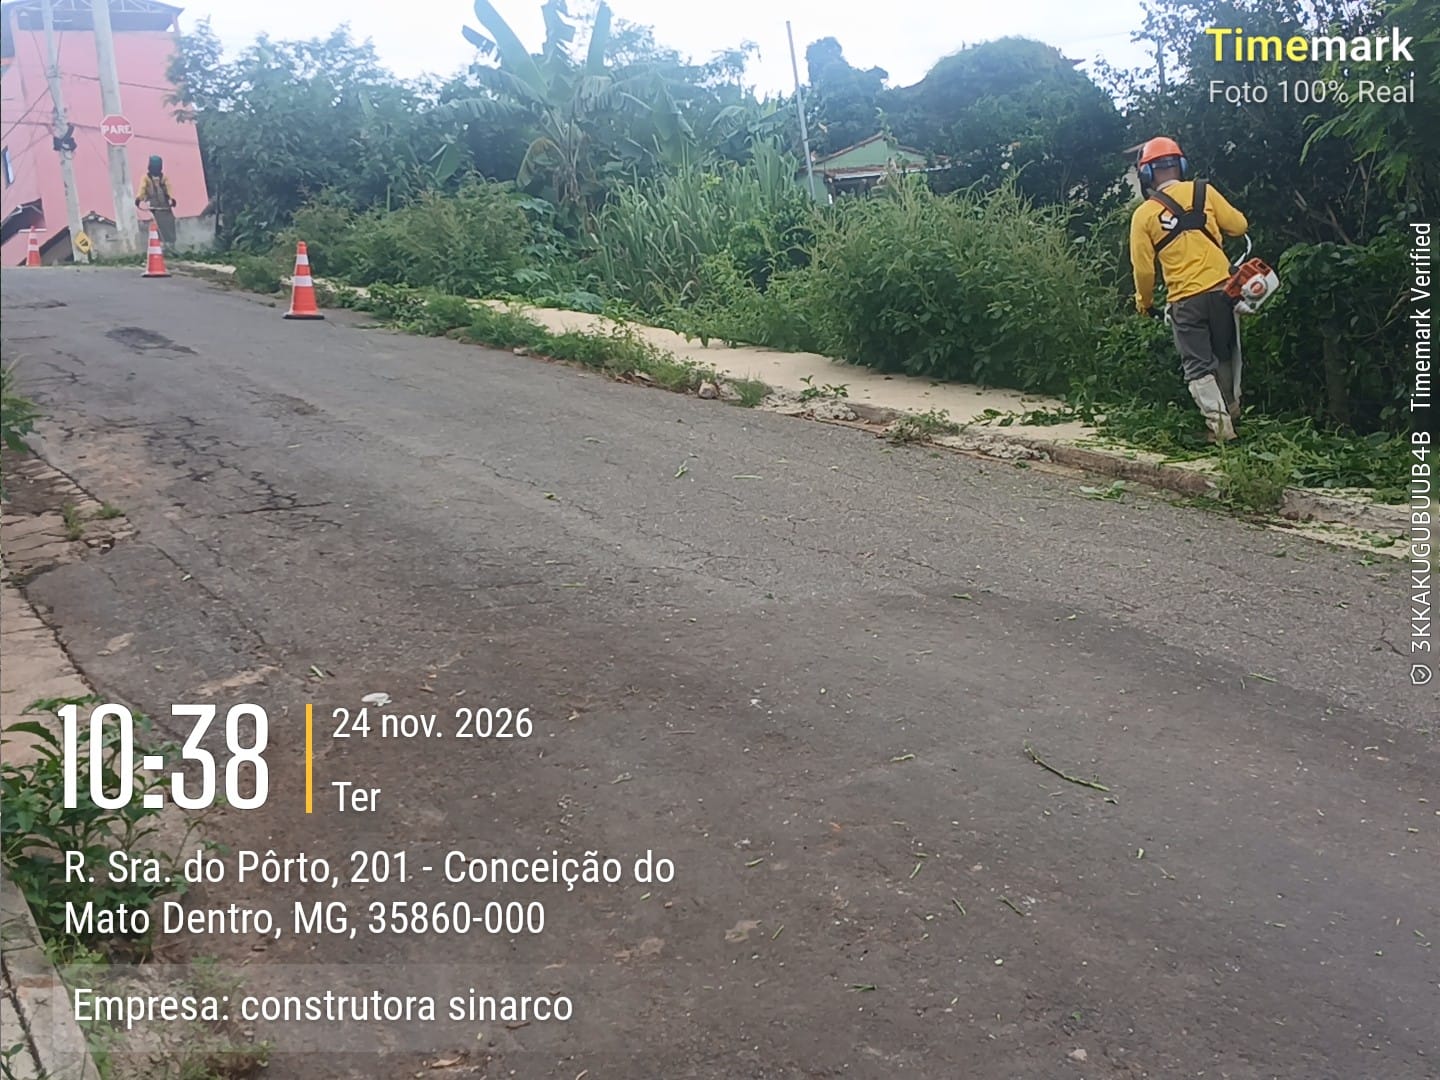 Timemark
Foto 100% Real
PARE
3KKAKUGUBUUB4B Timemark Verified
10:38
24 nov. 2026
Ter
R. Sra. do Pôrto, 201 - Conceição do
Mato Dentro, MG, 35860-000
Empresa: construtora sinarco